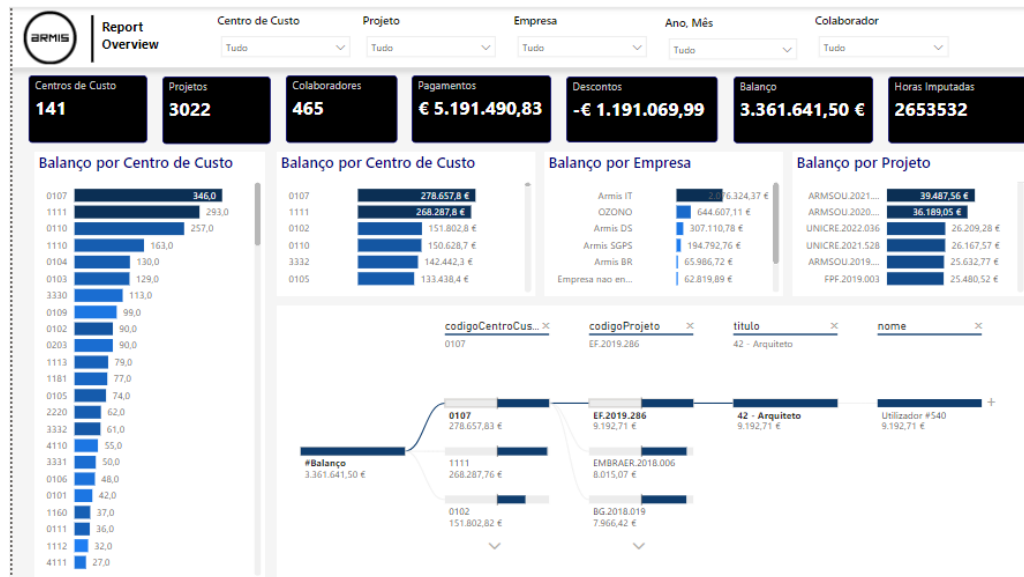 ARMIS
Report
Overview
Centro de Custo
Tudo
Projeto
Tudo
Empresa
Tudo
Ano, Mês
Tudo
Colaborador
Tudo
Centros de Custo
141
Projetos
3022
Colaboradores
465
Pagamentos
€ 5.191.490,83
Descontos
-€ 1.191.069,99
Balanço
3.361.641,50 €
Horas Imputadas
2653532
Balanço por Centro de Custo
0107 346,0
1111 293,0
0110 257,0
1110 163,0
0104 130,0
0103 129,0
3330 113,0
0109 99,0
0102 90,0
0203 90,0
1113 79,0
1181 77,0
0105 74,0
2220 62,0
3332 61,0
4110 55,0
3331 50,0
0106 48,0
0101 42,0
1160 37,0
0111 36,0
1112 32,0
4111 27,0
Balanço por Centro de Custo
0107 278.657,8 €
1111 268.287,8 €
0102 151.802,8 €
0110 150.628,7 €
3332 142.442,3 €
0105 133.438,4 €
Balanço por Empresa
Armis IT 2.076.324,37 €
OZONO 644.607,11 €
Armis DS 307.110,78 €
Armis SGPS 194.792,76 €
Armis BR 65.986,72 €
Empresa nao en... 62.819,89 €
Balanço por Projeto
ARMSOU.2021.... 39.487,56 €
ARMSOU.2020.... 36.189,05 €
UNICRE.2022.036 26.209,28 €
UNICRE.2021.528 26.167,57 €
ARMSOU.2019.... 25.632,77 €
FPF.2019.003 25.480,52 €
codigoCentroCus...
0107
codigoProjeto
EF.2019.286
titulo
42 - Arquiteto
nome
#Balanço
3.361.641,50 €
0107
278.657,83 €
1111
268.287,76 €
0102
151.802,82 €
EF.2019.286
9.192,71 €
EMBRAER.2018.006
8.015,07 €
BG.2018.019
7.966,42 €
42 - Arquiteto
9.192,71 €
Utilizador #540
9.192,71 €